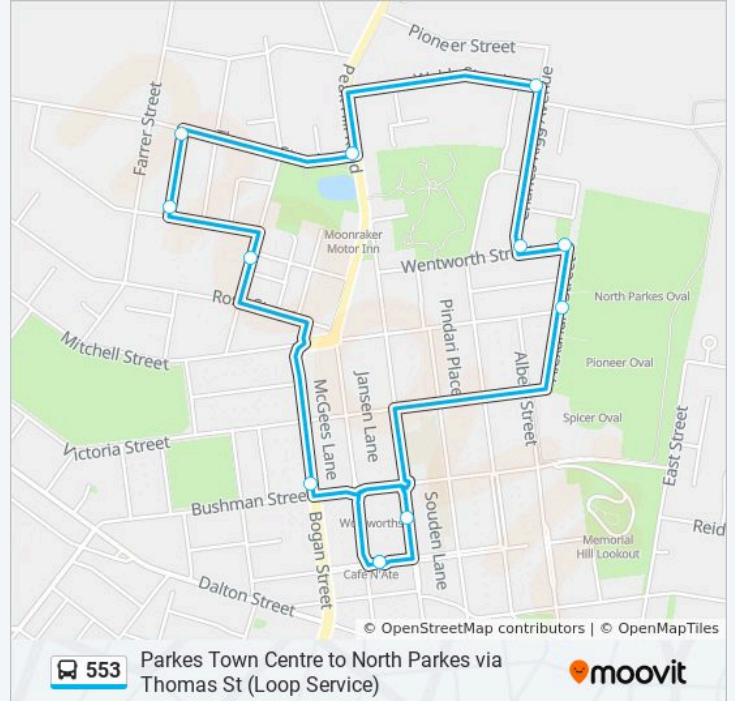 Pioneer Street
Farrer Street
Moonraker
Motor Inn
Wentworth
North Parkes Oval
Mitchell Street
Pindari Place
Pioneer Oval
Street
McGees Lane
Jansen Lane
Spicer Oval
Victoria Street
East Street
Bushman Street
Souden Lane
Reid
Bogan Street
Memorial
Hill Lookout
Cafe N'Ate
Dalton Street
© OpenStreetMap contributors | © OpenMapTiles
553
Parkes Town Centre to North Parkes via
Thomas St (Loop Service)
moovit